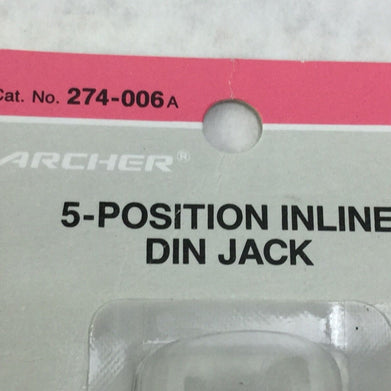 Cat. No. 274-006A
ARCHER®
5-POSITION INLINE
DIN JACK